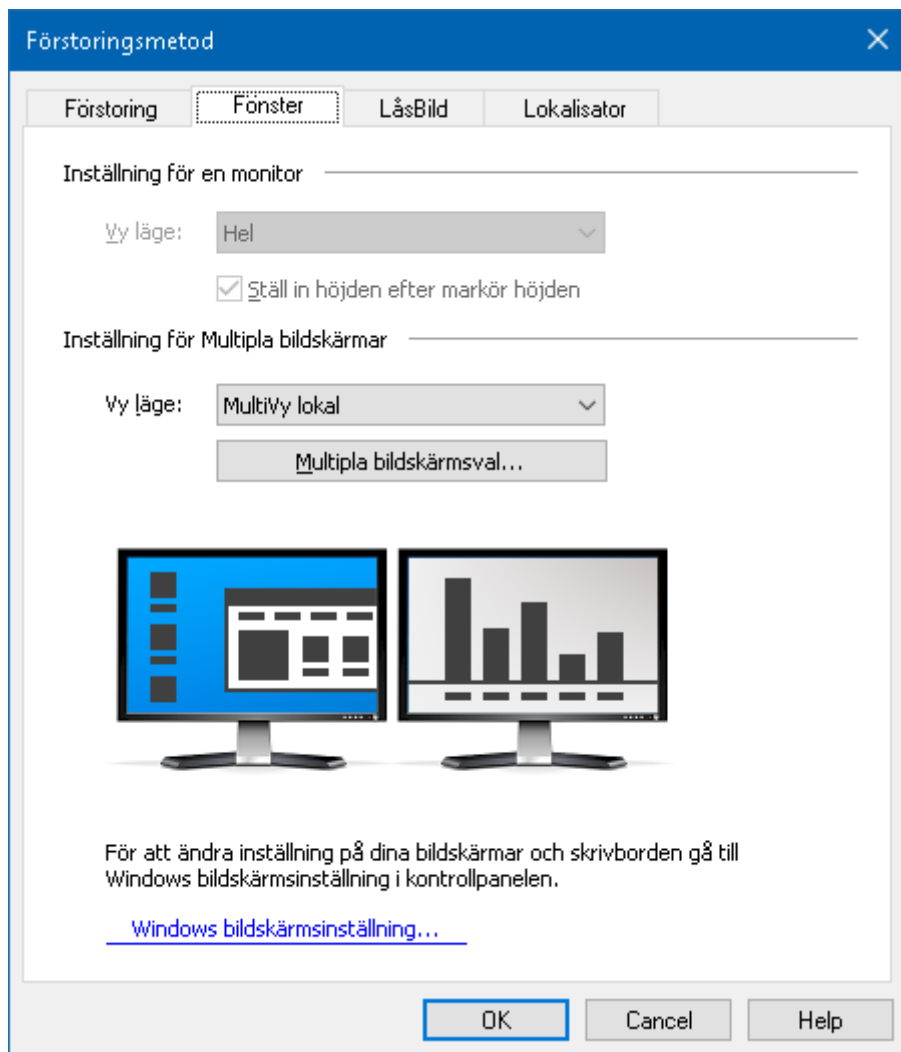 Förstoringsmetod
Förstoring Fönster LåsBild Lokalisator
Inställning för en monitor
Vy läge: Hel
Ställ in höjden efter markör höjden
Inställning för Multipla bildskärmar
Vy läge: MultiVy lokal
Multipla bildskärmsval...
För att ändra inställning på dina bildskärmar och skrivborden gå till
Windows bildskärmsinställning i kontrollpanelen.
Windows bildskärmsinställning...
OK Cancel Help